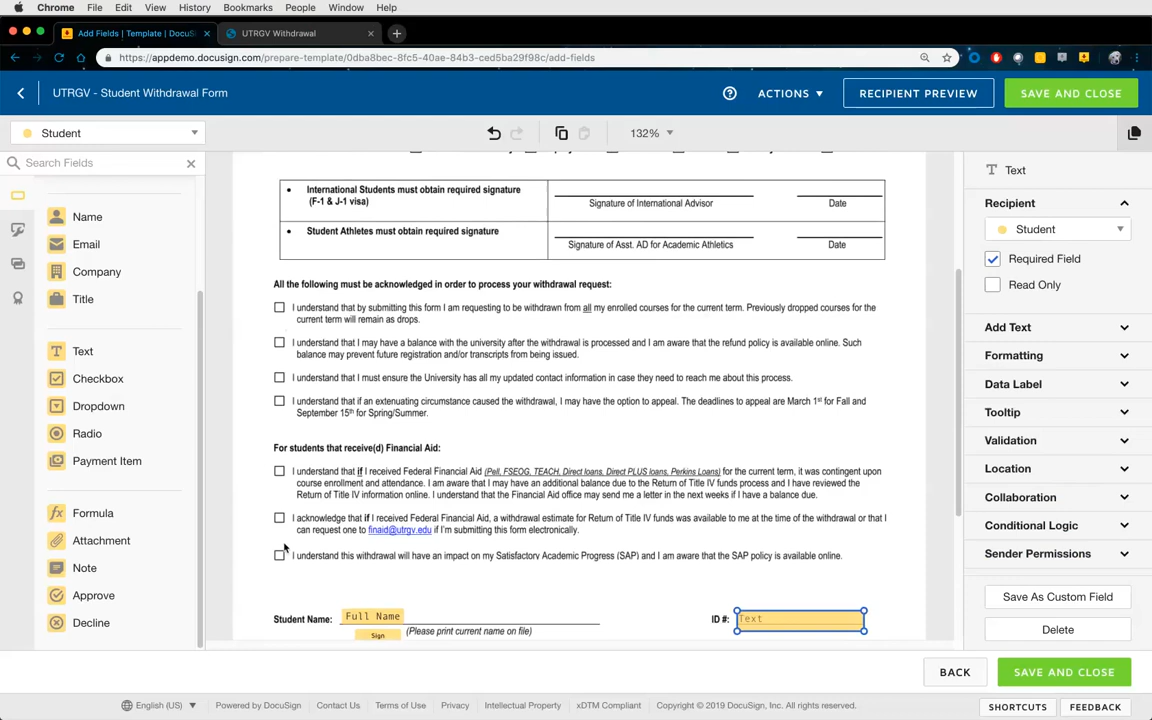 Chrome File Edit View History Bookmarks People Window Help
Add Fields | Template | DocuS
UTRGV Withdrawal
https://appdemo.docusign.com/prepare-template/0dba8bec-8fc5-40ae-84b3-ced5ba29f98c/add-fields
UTRGV - Student Withdrawal Form
ACTIONS
RECIPIENT PREVIEW
SAVE AND CLOSE
Student
132%
Search Fields
Name
Email
Company
Title
Text
Checkbox
Dropdown
Radio
Payment Item
Formula
Attachment
Note
Approve
Decline
• International Students must obtain required signature
(F-1 & J-1 visa)
Signature of International Advisor
Date
• Student Athletes must obtain required signature
Signature of Asst. AD for Academic Athletics
Date
All the following must be acknowledged in order to process your withdrawal request:
I understand that by submitting this form I am requesting to be withdrawn from all my enrolled courses for the current term. Previously dropped courses for the
current term will remain as drops.
I understand that I may have a balance with the university after the withdrawal is processed and I am aware that the refund policy is available online. Such
balance may prevent future registration and/or transcripts from being issued.
I understand that I must ensure the University has all my updated contact information in case they need to reach me about this process.
I understand that if an extenuating circumstance caused the withdrawal, I may have the option to appeal. The deadlines to appeal are March 1st for Fall and
September 15th for Spring/Summer.
For students that receive(d) Financial Aid:
I understand that if I received Federal Financial Aid (Pell, FSEOG, TEACH, Direct loans, Direct PLUS loans, Perkins Loans) for the current term, it was contingent upon
course enrollment and attendance. I am aware that I may have an additional balance due to the Return of Title IV funds process and I have reviewed the
Return of Title IV information online. I understand that the Financial Aid office may send me a letter in the next weeks if I have a balance due.
I acknowledge that if I received Federal Financial Aid, a withdrawal estimate for Return of Title IV funds was available to me at the time of the withdrawal or that I
can request one to finaid@utrgv.edu if I'm submitting this form electronically.
I understand this withdrawal will have an impact on my Satisfactory Academic Progress (SAP) and I am aware that the SAP policy is available online.
Student Name: Full Name
ID #: Text
Sign
(Please print current name on file)
Text
Recipient
Student
Required Field
Read Only
Add Text
Formatting
Data Label
Tooltip
Validation
Location
Collaboration
Conditional Logic
Sender Permissions
Save As Custom Field
Delete
BACK
SAVE AND CLOSE
English (US)
Powered by DocuSign
Contact Us
Terms of Use
Privacy
Intellectual Property
xDTM Compliant
Copyright © 2019 DocuSign, Inc. All rights reserved.
SHORTCUTS
FEEDBACK